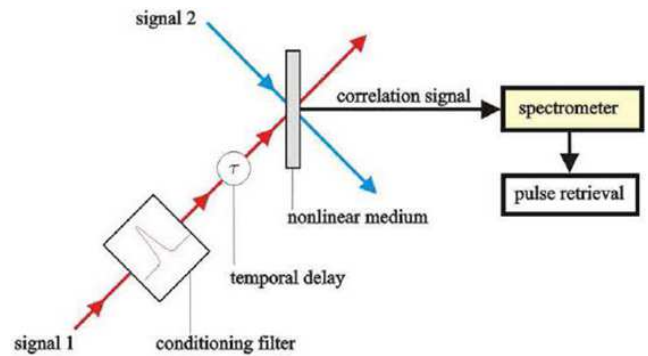 signal 2
correlation signal
spectrometer
τ
pulse retrieval
nonlinear medium
temporal delay
signal 1
conditioning filter